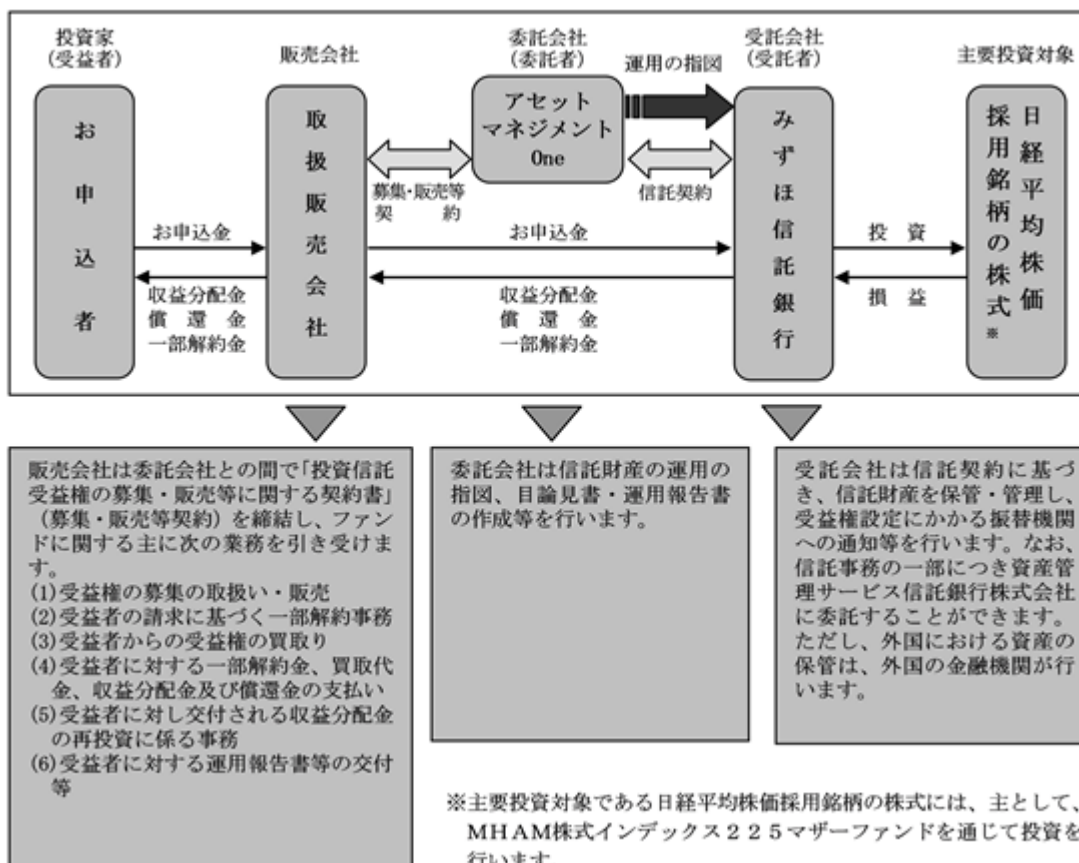 投資家
(受益者)
販売会社
委託会社
(委託者)
運用の指図
受託会社
(受託者)
主要投資対象
お申込者
取扱販売会社
アセット
マネジメント
One
みずほ信託銀行
日経平均株価
採用銘柄の株式
※
募集・販売等
契約
信託契約
お申込金
収益分配金
償還金
一部解約金
お申込金
収益分配金
償還金
一部解約金
投資
損益
販売会社は委託会社との間で「投資信託
受益権の募集・販売等に関する契約書」
(募集・販売等契約)を締結し、ファン
ドに関する主に次の業務を引き受けま
す。
(1)受益権の募集の取扱い・販売
(2)受益者の請求に基づく一部解約事務
(3)受益者からの受益権の買取り
(4)受益者に対する一部解約金、買取代
金、収益分配金及び償還金の支払い
(5)受益者に対し交付される収益分配金
の再投資に係る事務
(6)受益者に対する運用報告書等の交付
等
委託会社は信託財産の運用の
指図、目論見書・運用報告書
の作成等を行います。
受託会社は信託契約に基づ
き、信託財産を保管・管理し、
受益権設定にかかる振替機関
への通知等を行います。なお、
信託事務の一部につき資産管
理サービス信託銀行株式会社
に委託することができます。
ただし、外国における資産の
保管は、外国の金融機関が行
います。
※主要投資対象である日経平均株価採用銘柄の株式には、主として、
MHAM株式インデックス225マザーファンドを通じて投資を
行います